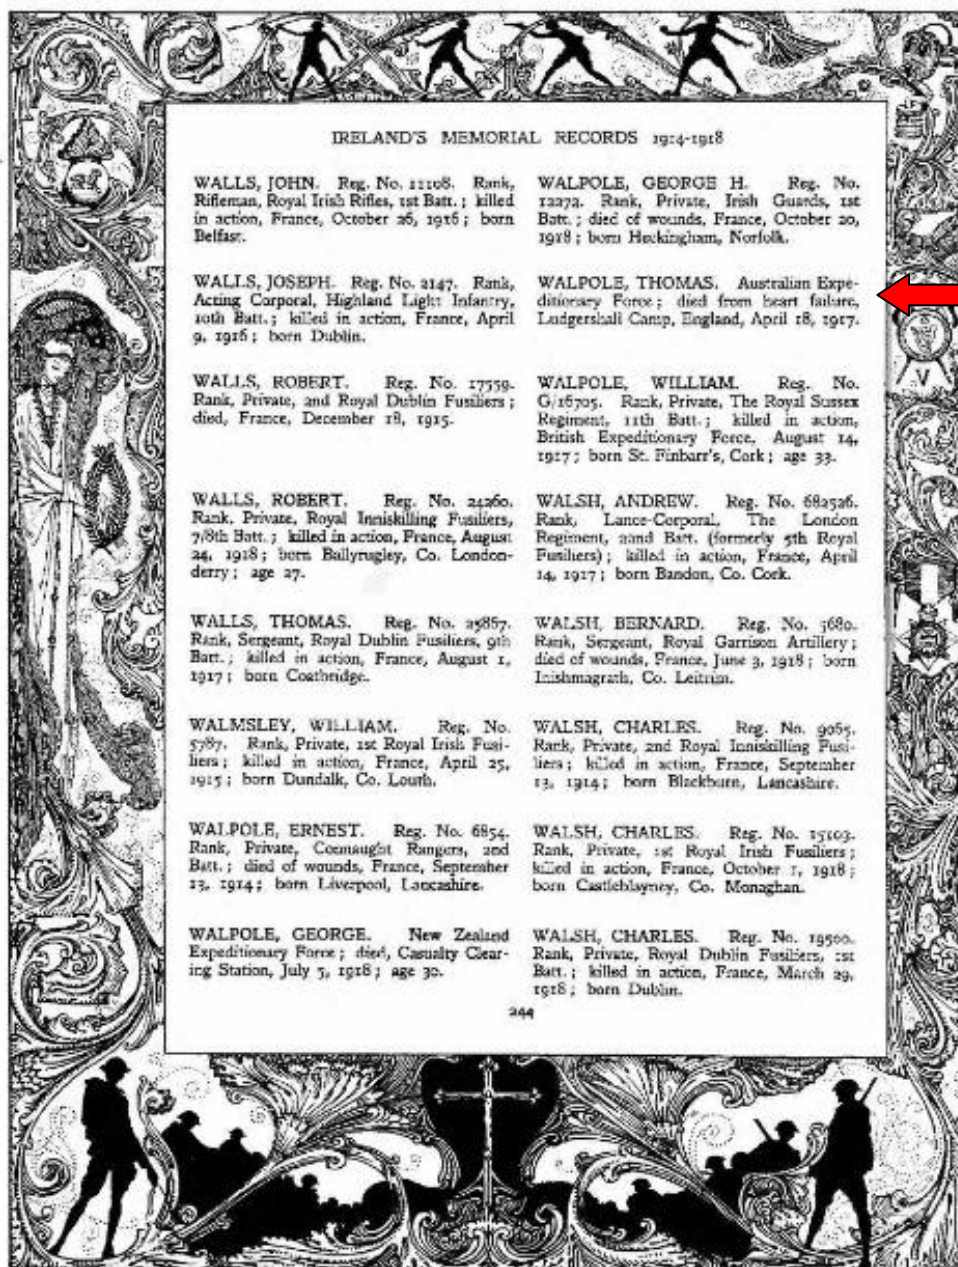 IRELAND'S MEMORIAL RECORDS 1914-1918
WALLS, JOHN. Reg. No. 11108. Rank,
Rifleman, Royal Irish Rifles, 1st Batt.; killed
in action, France, October 26, 1916; born
Belfast.
WALLS, JOSEPH. Reg. No. 2147. Rank,
Acting Corporal, Highland Light Infantry,
10th Batt.; killed in action, France, April
9, 1916; born Dublin.
WALLS, ROBERT. Reg. No. 17559.
Rank, Private, 2nd Royal Dublin Fusiliers;
died, France, December 18, 1915.
WALLS, ROBERT. Reg. No. 24260.
Rank, Private, Royal Inniskilling Fusiliers,
7/8th Batt.; killed in action, France, August
24, 1918; born Ballyrugley, Co. London-
derry; age 27.
WALLS, THOMAS. Reg. No. 25867.
Rank, Sergeant, Royal Dublin Fusiliers, 9th
Batt.; killed in action, France, August 1,
1917; born Coatbridge.
WALMSLEY, WILLIAM. Reg. No.
5787. Rank, Private, 1st Royal Irish Fusi-
liers; killed in action, France, April 25,
1915; born Dundalk, Co. Louth.
WALPOLE, ERNEST. Reg. No. 6854.
Rank, Private, Connaught Rangers, 2nd
Batt.; died of wounds, France, September
13, 1914; born Liverpool, Lancashire.
WALPOLE, GEORGE. New Zealand
Expeditionary Force; died, Casualty Clear-
ing Station, July 5, 1918; age 30.
WALPOLE, GEORGE H. Reg. No.
12272. Rank, Private, Irish Guards, 1st
Batt.; died of wounds, France, October 20,
1918; born Heckingham, Norfolk.
WALPOLE, THOMAS. Australian Expe-
ditionary Force; died from heart failure,
Ludgershall Camp, England, April 18, 1917.
WALPOLE, WILLIAM. Reg. No.
G/16705. Rank, Private, The Royal Sussex
Regiment, 11th Batt.; killed in action,
British Expeditionary Force, August 14,
1917; born St. Finbarr's, Cork; age 33.
WALSH, ANDREW. Reg. No. 682526.
Rank, Lance-Corporal, The London
Regiment, 22nd Batt. (formerly 5th Royal
Fusiliers); killed in action, France, April
14, 1917; born Bandon, Co. Cork.
WALSH, BERNARD. Reg. No. 5680.
Rank, Sergeant, Royal Garrison Artillery;
died of wounds, France, June 3, 1918; born
Inishmagrath, Co. Leitrim.
WALSH, CHARLES. Reg. No. 9065.
Rank, Private, 2nd Royal Inniskilling Fusi-
liers; killed in action, France, September
13, 1914; born Blackburn, Lancashire.
WALSH, CHARLES. Reg. No. 15103.
Rank, Private, 1st Royal Irish Fusiliers;
killed in action, France, October 1, 1918;
born Castleblayney, Co. Monaghan.
WALSH, CHARLES. Reg. No. 19500.
Rank, Private, Royal Dublin Fusiliers, 1st
Batt.; killed in action, France, March 29,
1918; born Dublin.
244